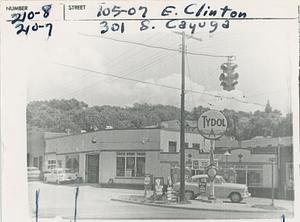 NUMBER 210-8 STREET 105-07 E. Clinton
210-7 301 S. Cayuga
TYDOL